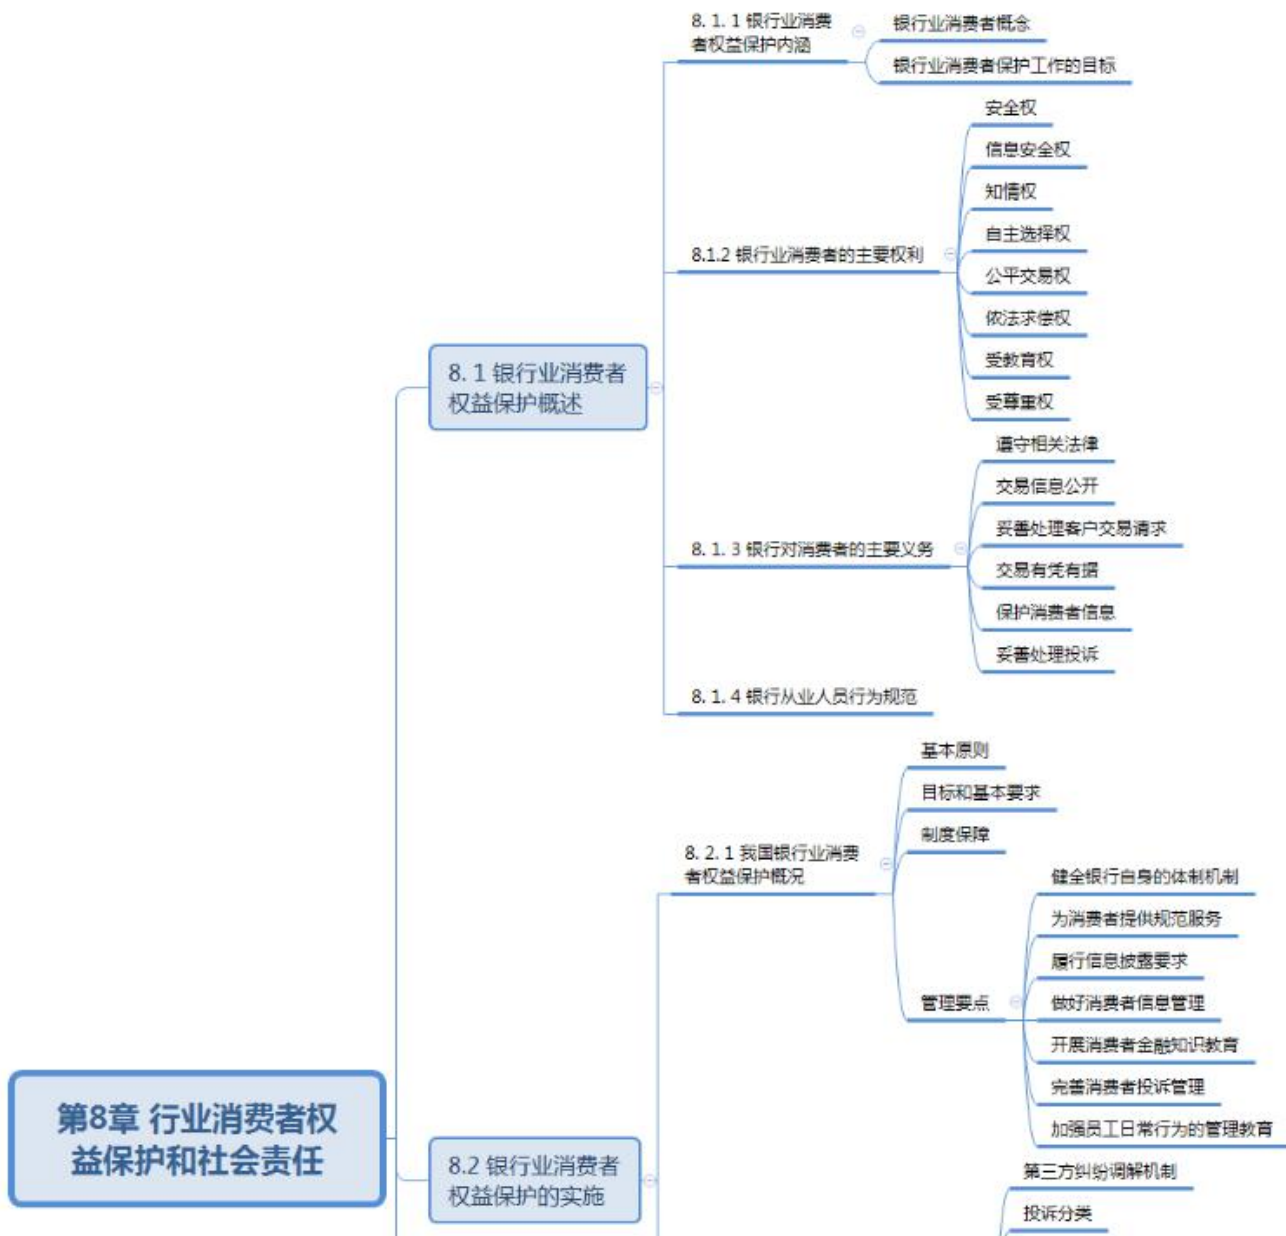 8. 1. 1 银行业消费
者权益保护内涵
银行业消费者概念
银行业消费者保护工作的目标
8.1.2 银行业消费者的主要权利
安全权
信息安全权
知情权
自主选择权
公平交易权
依法求偿权
受教育权
受尊重权
8. 1 银行业消费者
权益保护概述
8. 1. 3 银行对消费者的主要义务
遵守相关法律
交易信息公开
妥善处理客户交易请求
交易有凭有据
保护消费者信息
妥善处理投诉
8. 1. 4 银行从业人员行为规范
8. 2. 1 我国银行业消费
者权益保护概况
基本原则
目标和基本要求
制度保障
管理要点
健全银行自身的体制机制
为消费者提供规范服务
履行信息披露要求
做好消费者信息管理
开展消费者金融知识教育
完善消费者投诉管理
加强员工日常行为的管理教育
第8章 行业消费者权
益保护和社会责任
8.2 银行业消费者
权益保护的实施
第三方纠纷调解机制
投诉分类